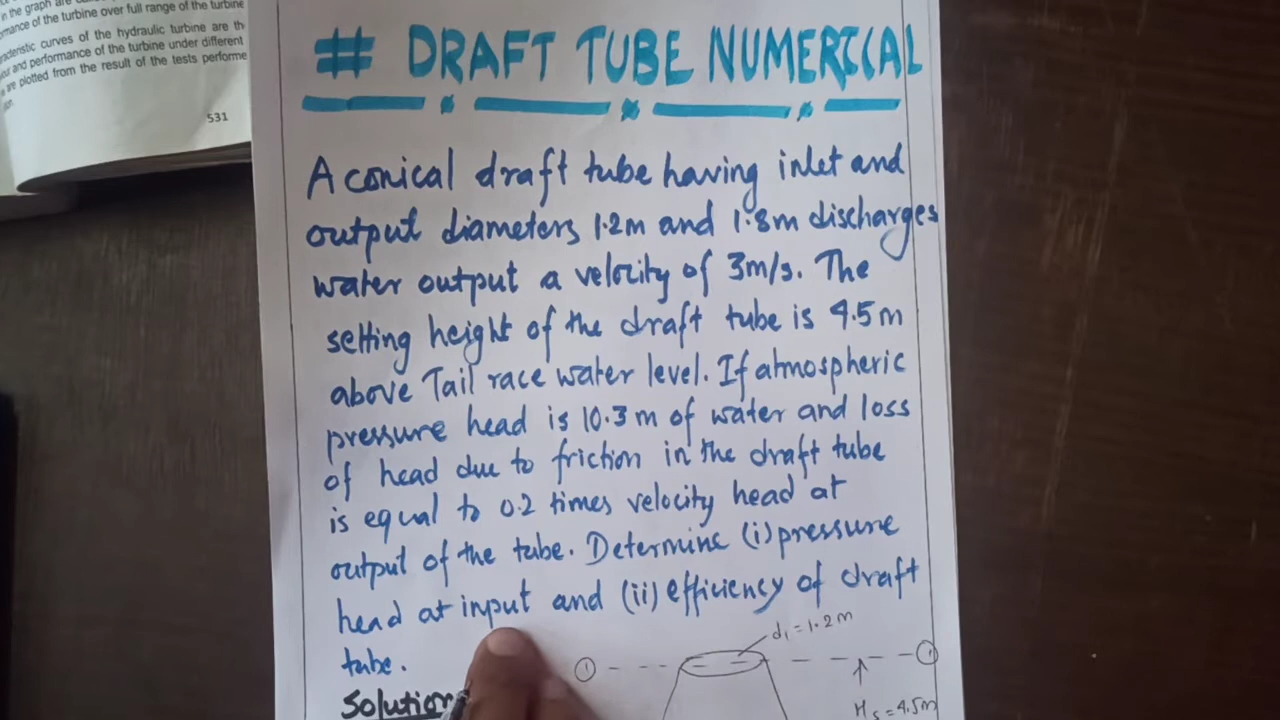 in the graph are
rmance of the turbine over full range of the turbine
racteristic curves of the hydraulic turbine are th
and performance of the turbine under different
are plotted from the result of the tests performe
531
# DRAFT TUBE NUMERICAL
A conical draft tube having inlet and
output diameters 1.2m and 1.8m discharges
water output a velocity of 3m/s. The
setting height of the draft tube is 4.5m
above Tail race water level. If atmospheric
pressure head is 10.3m of water and loss
of head due to friction in the draft tube
is equal to 0.2 times velocity head at
output of the tube. Determine (i) pressure
head at input and (ii) efficiency of draft
tube.
Solution
d₁ = 1.2m
1
1
Hs = 4.5m